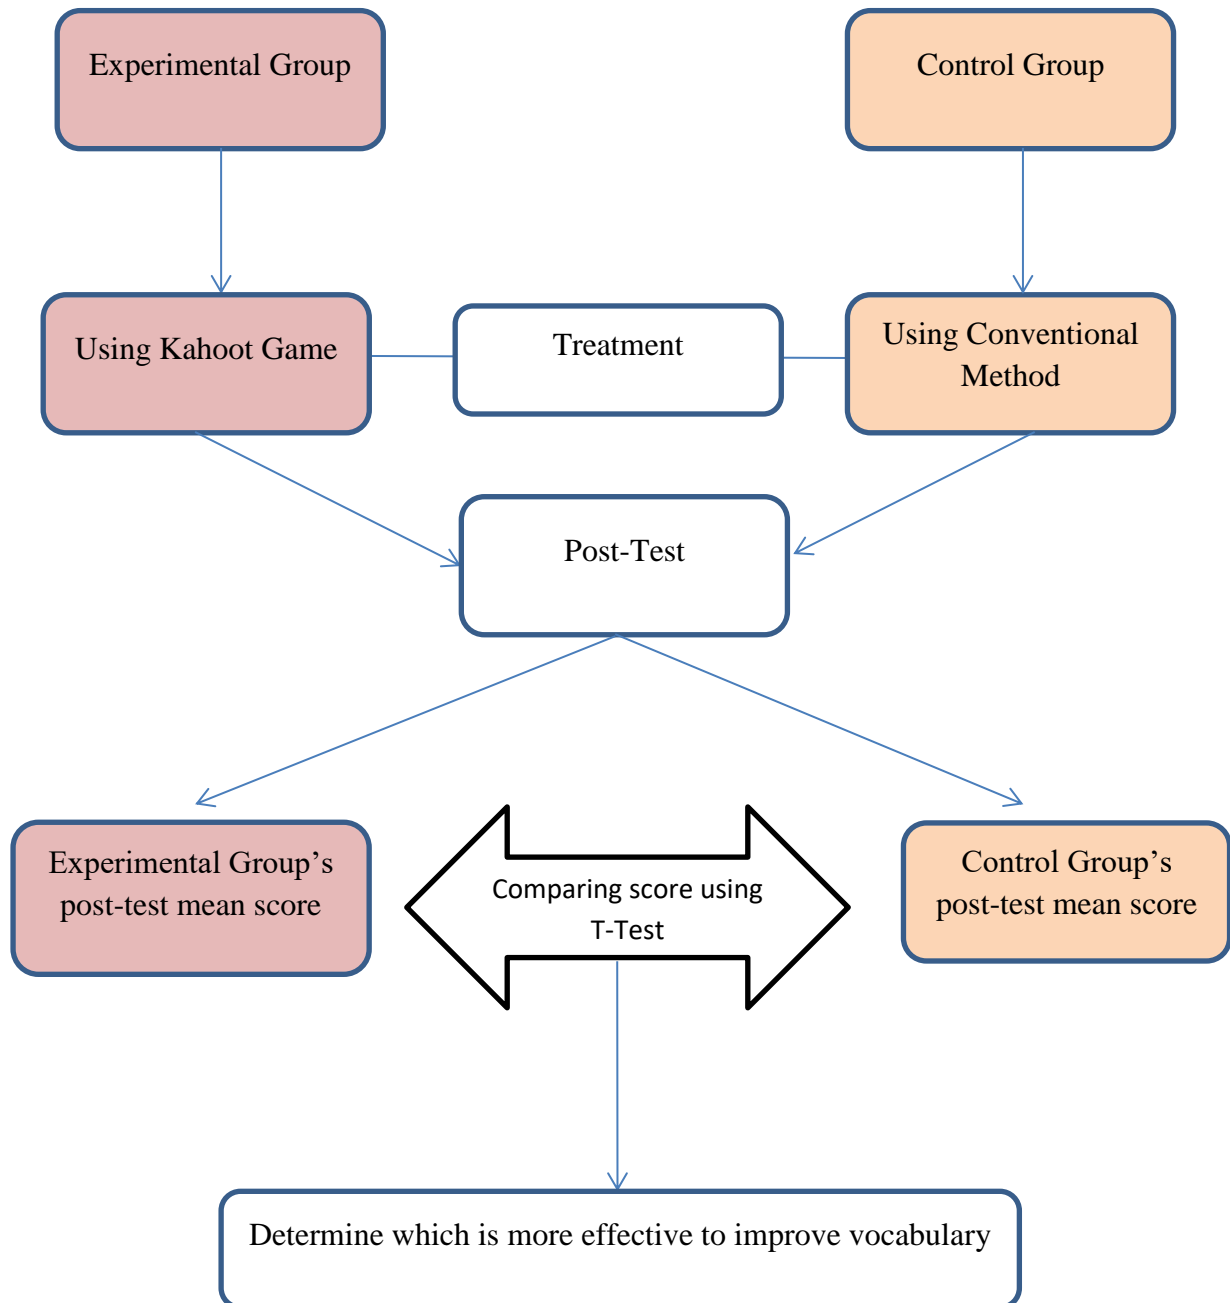 Experimental Group
Control Group
Using Kahoot Game
Treatment
Using Conventional
Method
Post-Test
Experimental Group’s
post-test mean score
Comparing score using
T-Test
Control Group’s
post-test mean score
Determine which is more effective to improve vocabulary